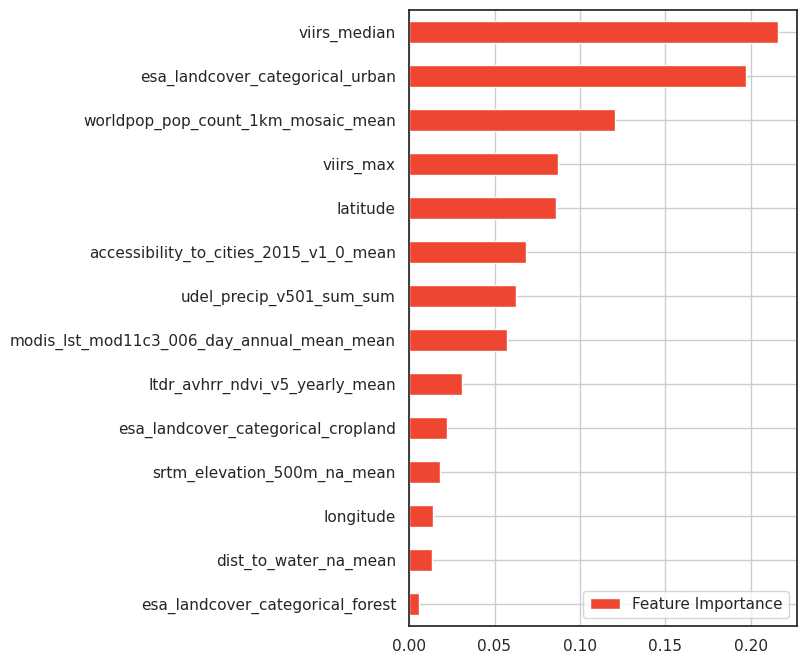 viirs_median
esa_landcover_categorical_urban
worldpop_pop_count_1km_mosaic_mean
viirs_max
latitude
accessibility_to_cities_2015_v1_0_mean
udel_precip_v501_sum_sum
modis_lst_mod11c3_006_day_annual_mean_mean
ltdr_avhrr_ndvi_v5_yearly_mean
esa_landcover_categorical_cropland
srtm_elevation_500m_na_mean
longitude
dist_to_water_na_mean
esa_landcover_categorical_forest
Feature Importance
0.00 0.05 0.10 0.15 0.20